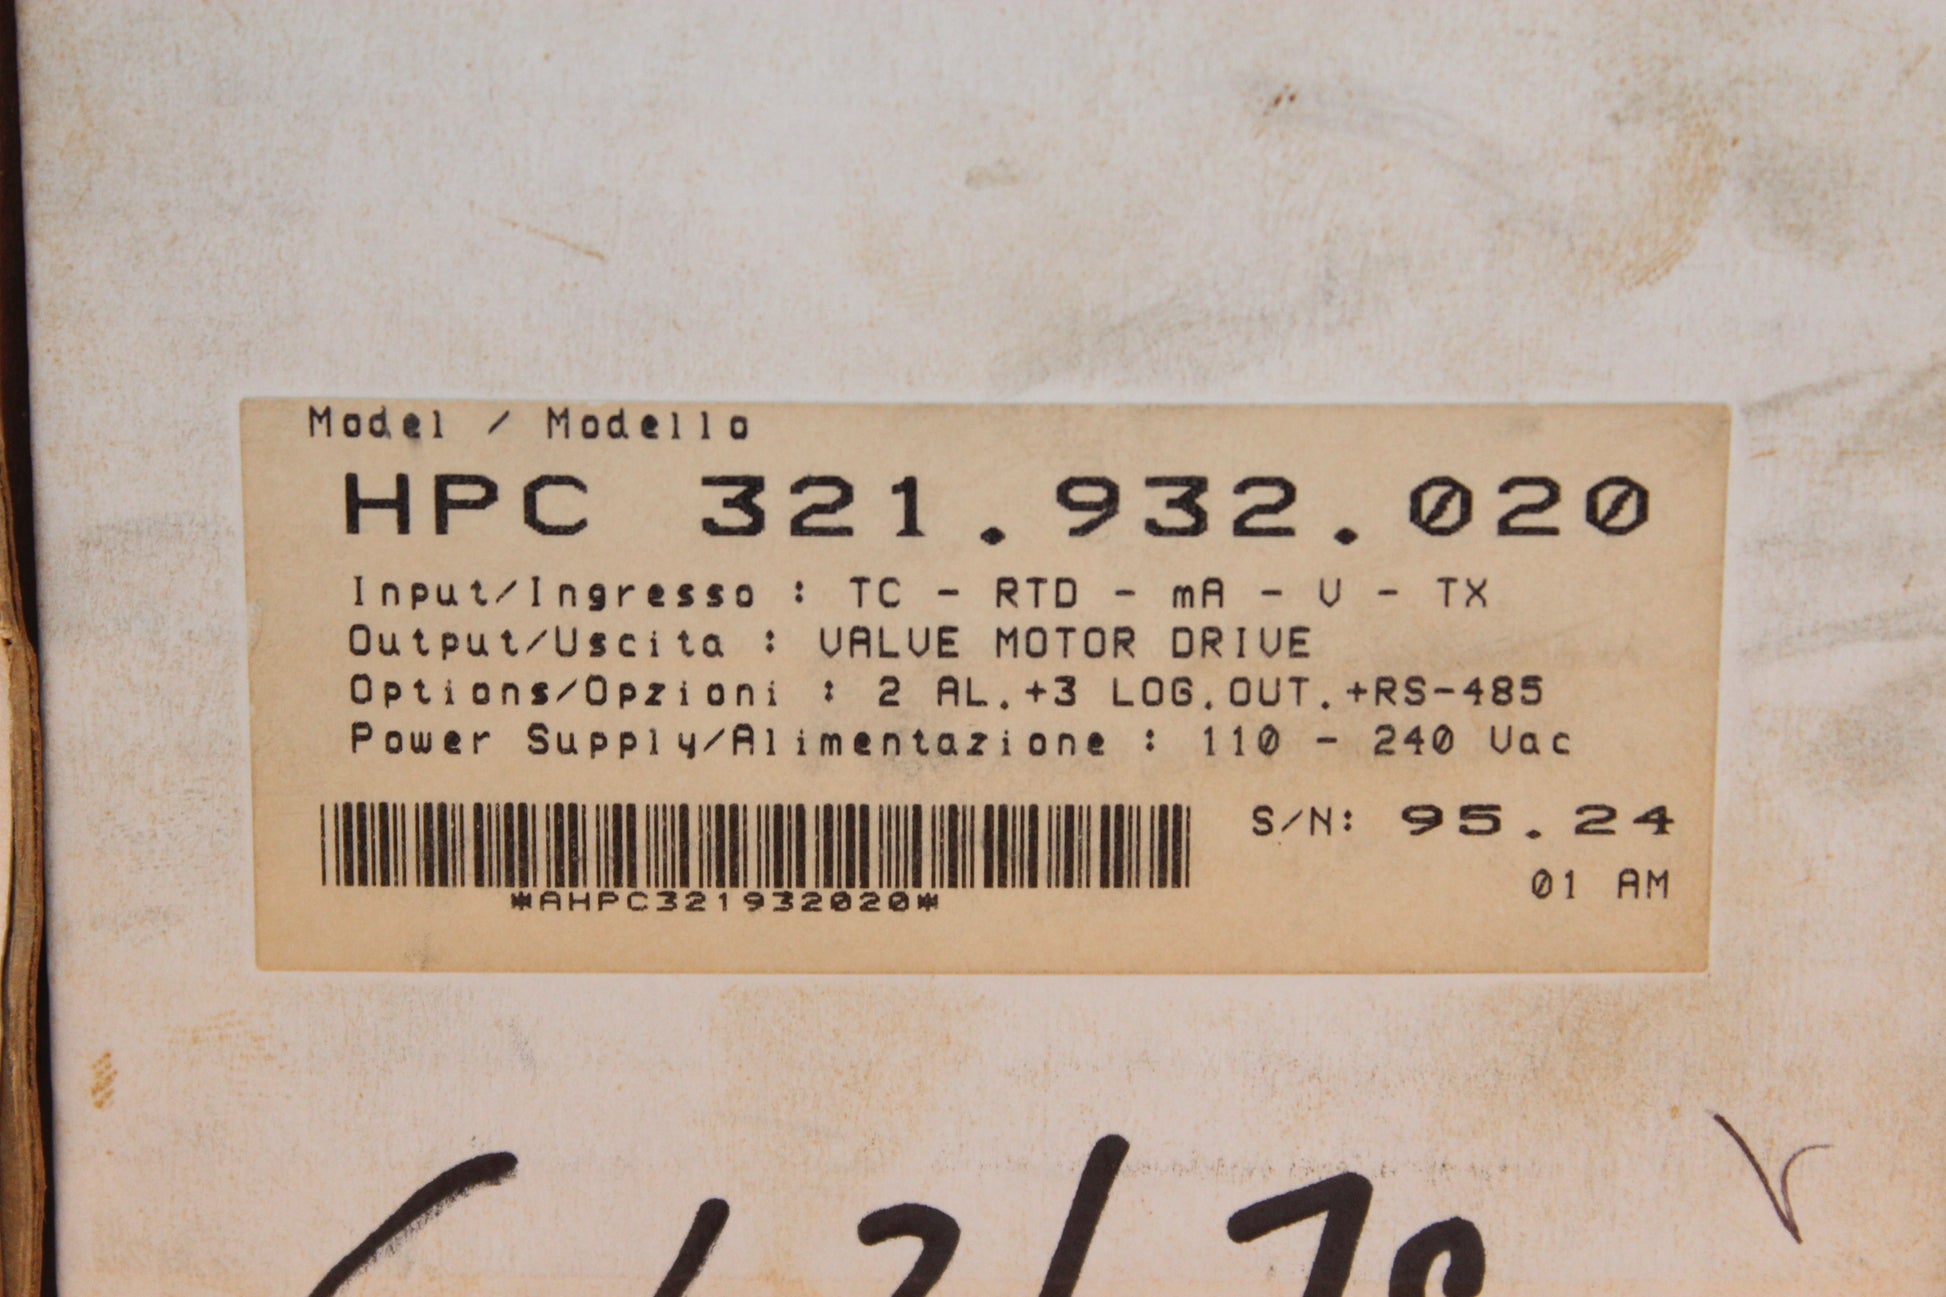 Model / Modello
HPC 321.932.020
Input/Ingresso : TC - RTD - mA - V - TX
Output/Uscita : VALVE MOTOR DRIVE
Options/Opzioni : 2 AL.+3 LOG.OUT.+RS-485
Power Supply/Alimentazione : 110 - 240 Vac
S/N: 95.24
01 AM
*AHPC321932020*